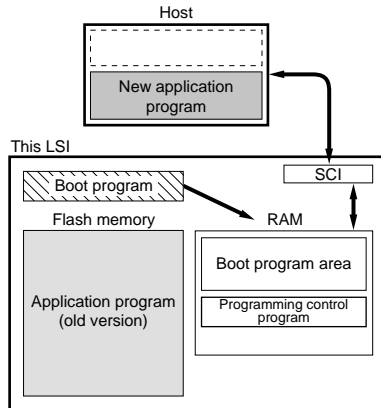 Host
New application
program
This LSI
SCI
Boot program
Flash memory
RAM
Application program
(old version)
Boot program area
Programming control
program